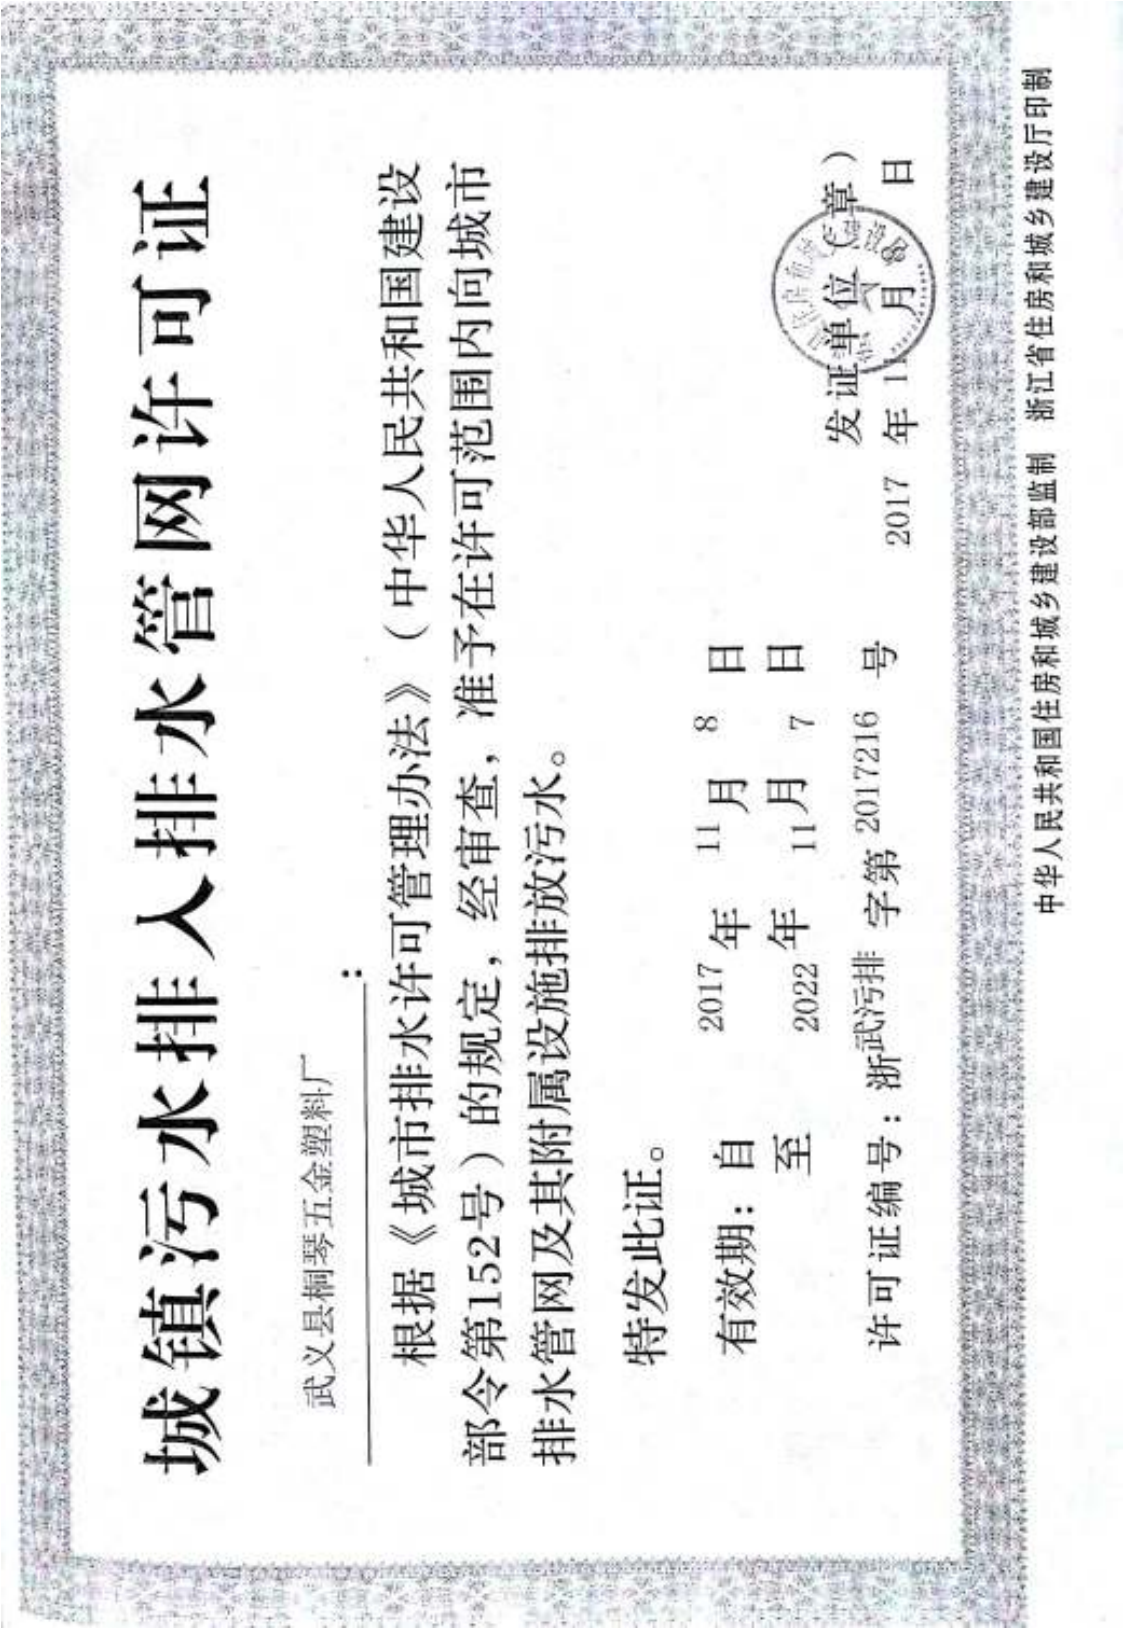 城镇污水排入排水管网许可证
武义县桐琴五金塑料厂：
根据《城市排水许可管理办法》（中华人民共和国建设
部令第152号）的规定，经审查，准予在许可范围内向城市
排水管网及其附属设施排放污水。
特发此证。
有效期：自 2017 年 11 月 8 日
至 2022 年 11 月 7 日
许可证编号：浙武污排 字第 2017216 号
发证单位（章）
2017 年 11 月 8 日
中华人民共和国住房和城乡建设部监制 浙江省住房和城乡建设厅印制